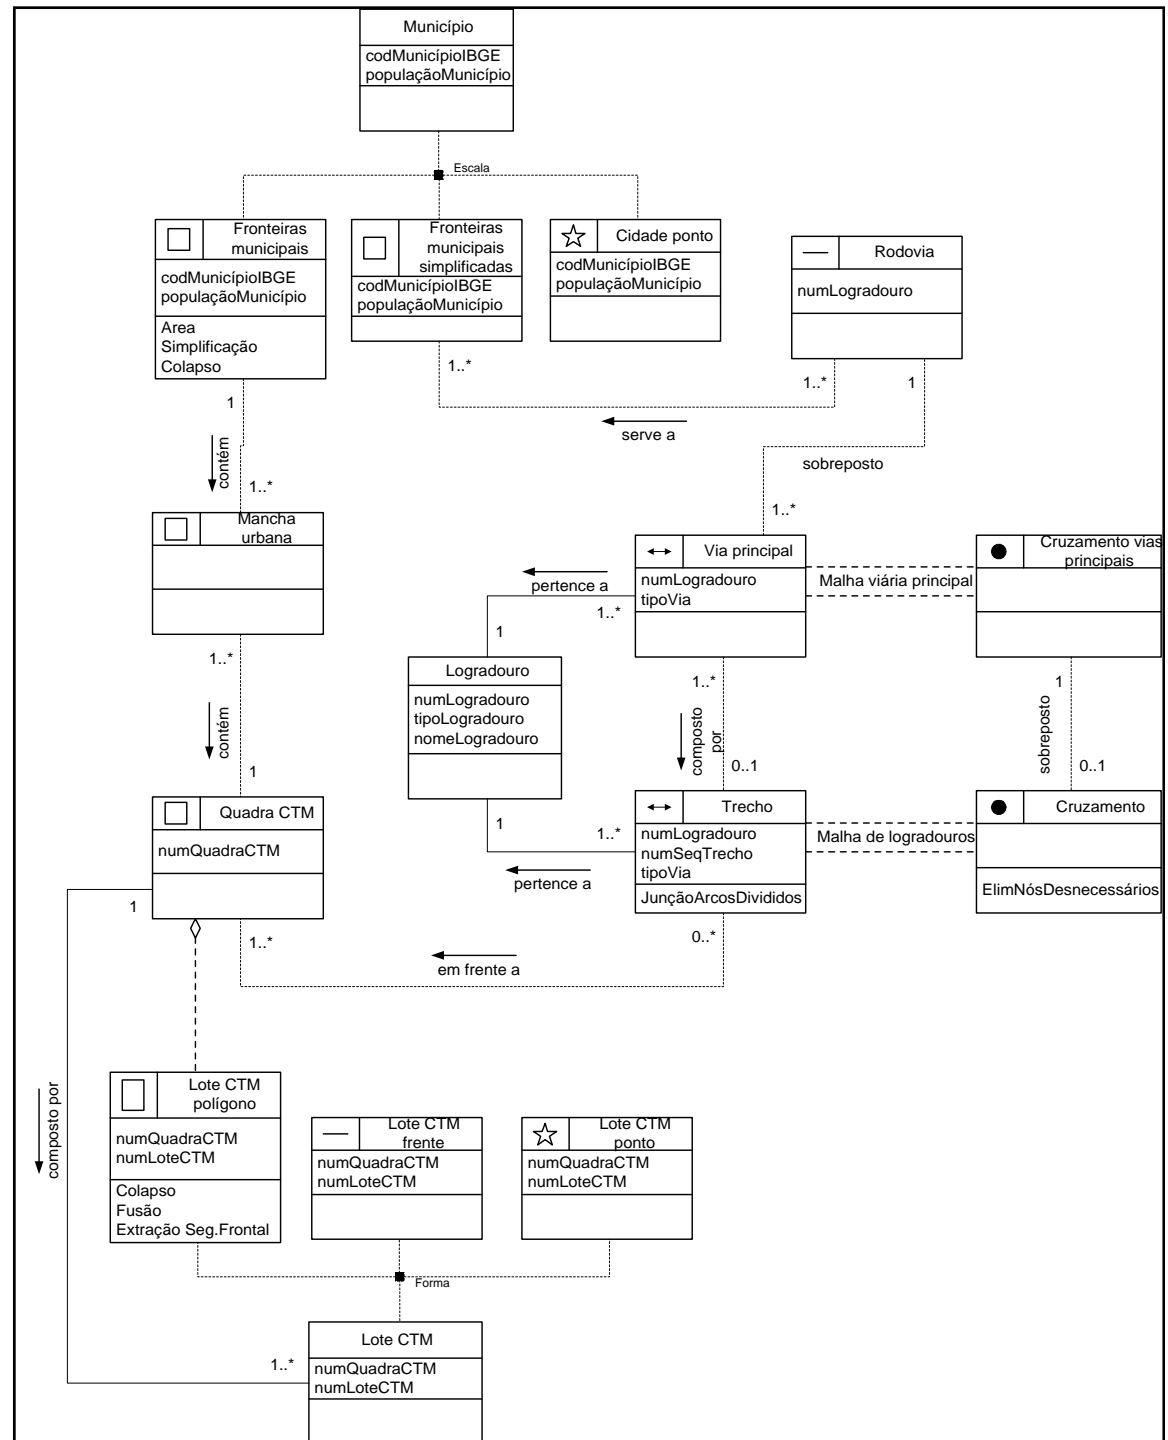 Município
codMunicípioIBGE
populaçãoMunicípio
Escala
Fronteiras
municipais
codMunicípioIBGE
populaçãoMunicípio
Area
Simplificação
Colapso
Fronteiras
municipais
simplificadas
codMunicípioIBGE
populaçãoMunicípio
Cidade ponto
codMunicípioIBGE
populaçãoMunicípio
Rodovia
numLogradouro
1..*
1..*
1
serve a
1
contém
1..*
sobreposto
1..*
Mancha
urbana
Via principal
numLogradouro
tipoVia
Malha viária principal
Cruzamento vias
principais
pertence a
1..*
1
Logradouro
numLogradouro
tipoLogradouro
nomeLogradouro
1..*
contém
1
1..*
composto
por
0..1
1
sobreposto
0..1
Quadra CTM
numQuadraCTM
1
1..*
pertence a
Trecho
numLogradouro
numSeqTrecho
tipoVia
JunçãoArcosDivididos
Malha de logradouros
Cruzamento
ElimNósDesnecessários
1
1..*
0..*
em frente a
composto por
Lote CTM
polígono
numQuadraCTM
numLoteCTM
Colapso
Fusão
Extração Seg.Frontal
Lote CTM
frente
numQuadraCTM
numLoteCTM
Lote CTM
ponto
numQuadraCTM
numLoteCTM
Forma
1..*
Lote CTM
numQuadraCTM
numLoteCTM